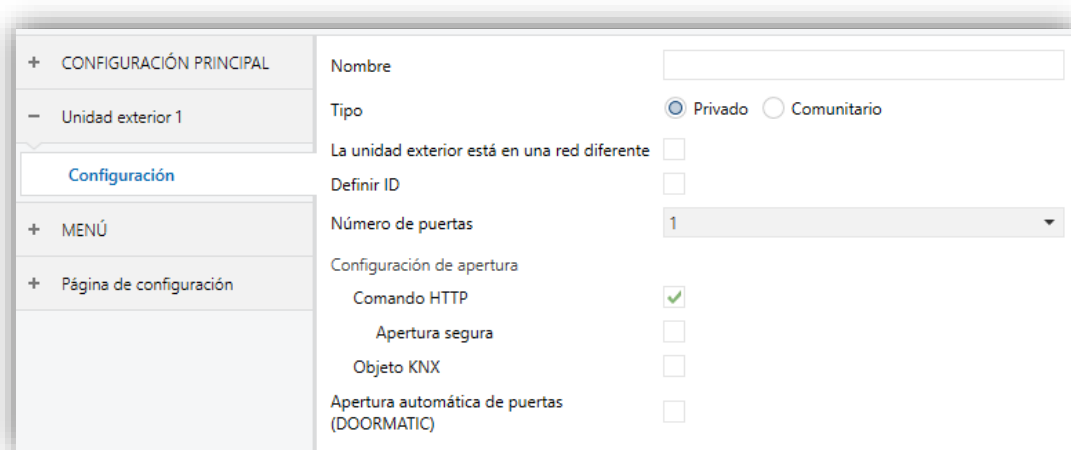 + CONFIGURACIÓN PRINCIPAL
− Unidad exterior 1
Configuración
+ MENÚ
+ Página de configuración
Nombre
Tipo Privado Comunitario
La unidad exterior está en una red diferente
Definir ID
Número de puertas 1
Configuración de apertura
Comando HTTP
Apertura segura
Objeto KNX
Apertura automática de puertas
(DOORMATIC)